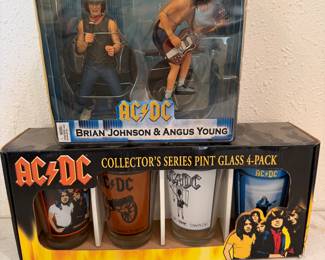 AC/DC
BRIAN JOHNSON & ANGUS YOUNG
AC/DC
COLLECTOR'S SERIES PINT GLASS 4-PACK
AC/DC
AC/DC
AC/DC